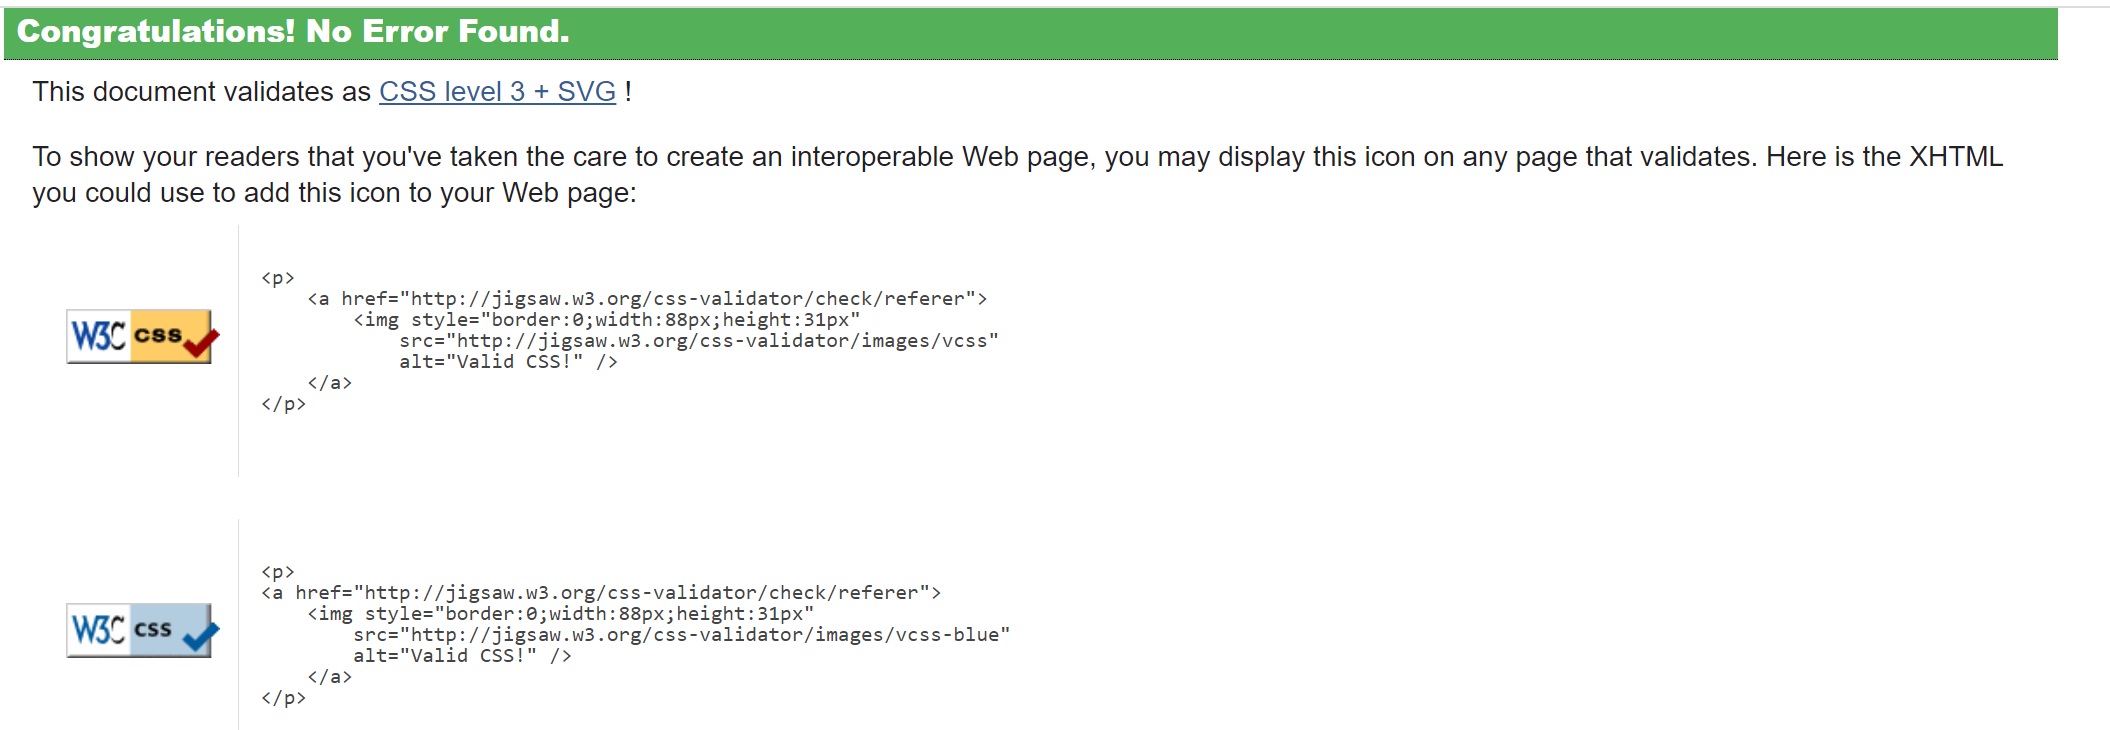 Congratulations! No Error Found.
This document validates as CSS level 3 + SVG !
To show your readers that you've taken the care to create an interoperable Web page, you may display this icon on any page that validates. Here is the XHTML
you could use to add this icon to your Web page:
W3C css
<p>
    <a href="http://jigsaw.w3.org/css-validator/check/referer">
        <img style="border:0;width:88px;height:31px"
            src="http://jigsaw.w3.org/css-validator/images/vcss"
            alt="Valid CSS!" />
    </a>
</p>
W3C css
<p>
<a href="http://jigsaw.w3.org/css-validator/check/referer">
    <img style="border:0;width:88px;height:31px"
        src="http://jigsaw.w3.org/css-validator/images/vcss-blue"
        alt="Valid CSS!" />
    </a>
</p>